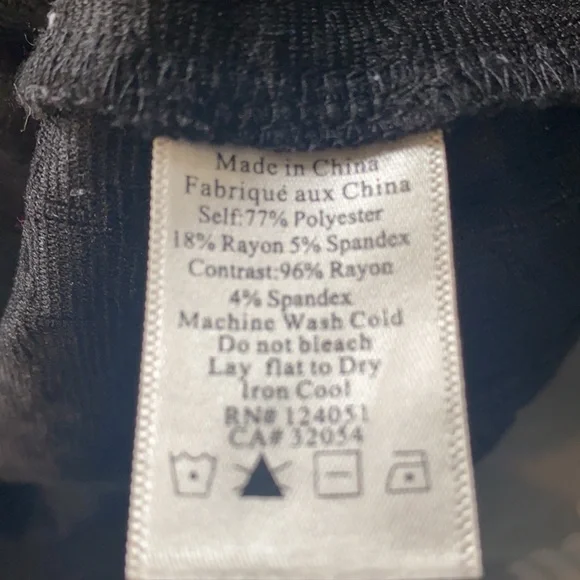 Made in China
Fabriqué aux China
Self:77% Polyester
18% Rayon 5% Spandex
Contrast:96% Rayon
4% Spandex
Machine Wash Cold
Do not bleach
Lay flat to Dry
Iron Cool
RN# 124051
CA# 32054